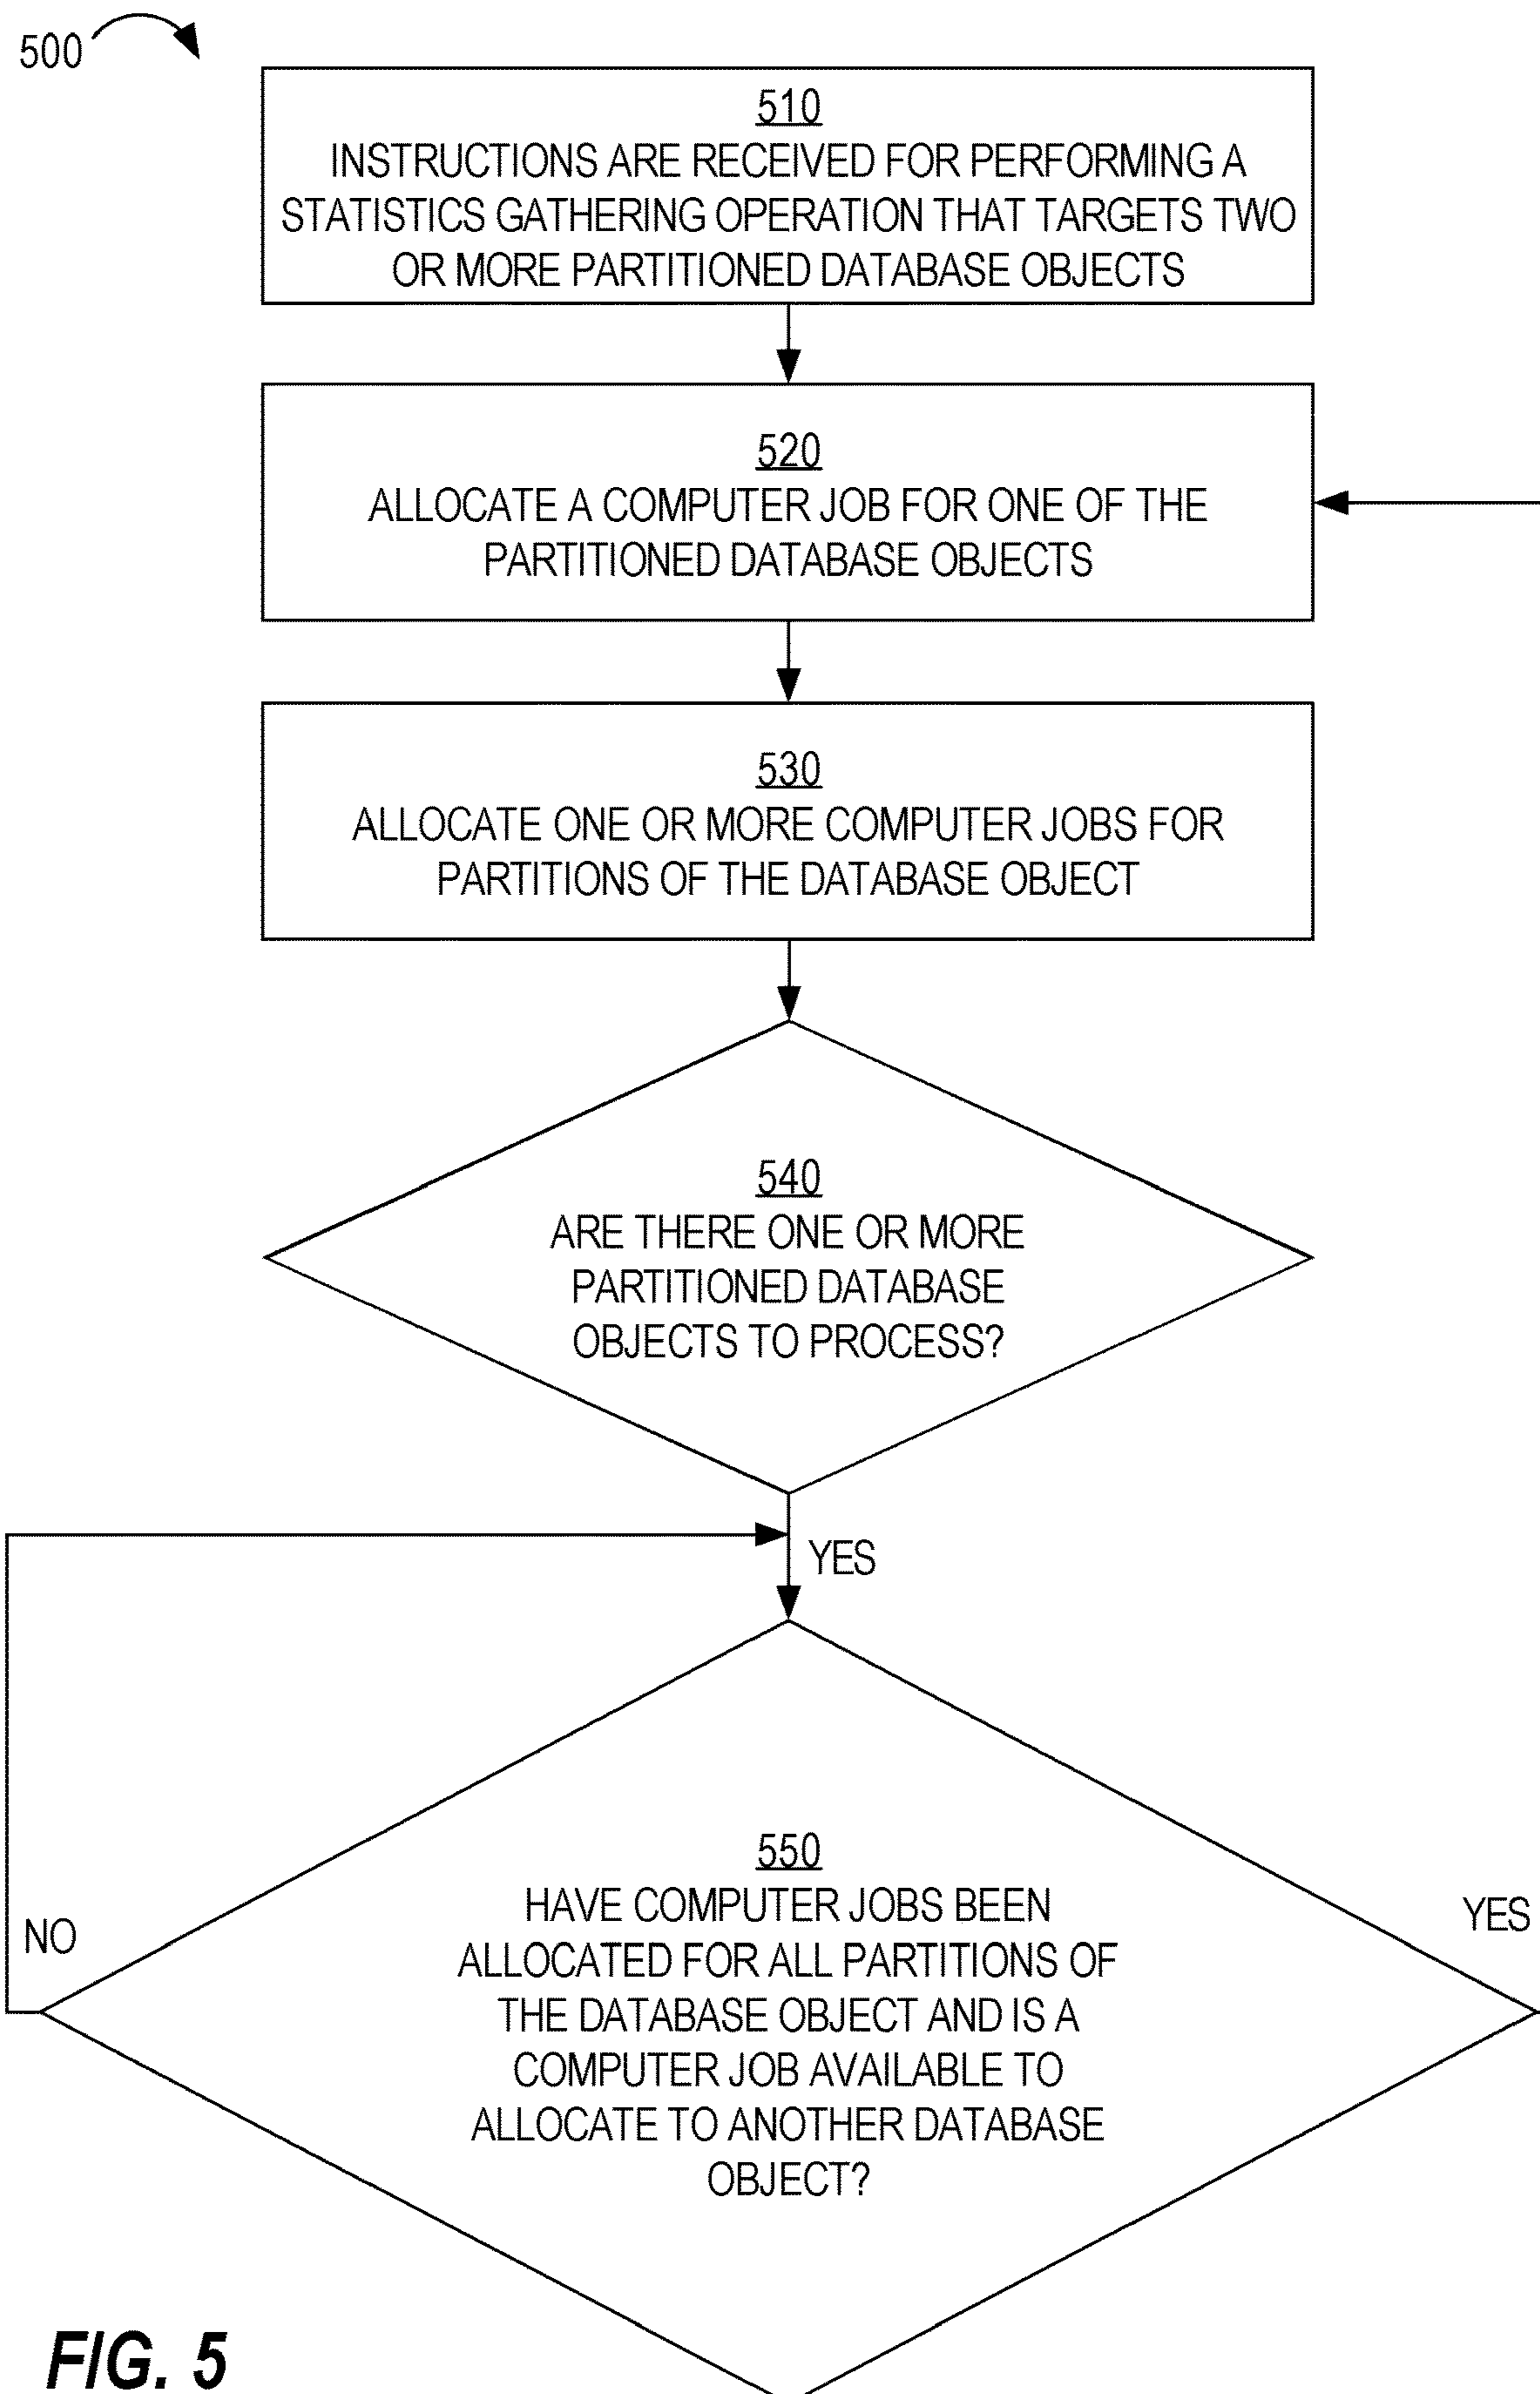 500
510
INSTRUCTIONS ARE RECEIVED FOR PERFORMING A
STATISTICS GATHERING OPERATION THAT TARGETS TWO
OR MORE PARTITIONED DATABASE OBJECTS
520
ALLOCATE A COMPUTER JOB FOR ONE OF THE
PARTITIONED DATABASE OBJECTS
530
ALLOCATE ONE OR MORE COMPUTER JOBS FOR
PARTITIONS OF THE DATABASE OBJECT
540
ARE THERE ONE OR MORE
PARTITIONED DATABASE
OBJECTS TO PROCESS?
YES
550
HAVE COMPUTER JOBS BEEN
ALLOCATED FOR ALL PARTITIONS OF
THE DATABASE OBJECT AND IS A
COMPUTER JOB AVAILABLE TO
ALLOCATE TO ANOTHER DATABASE
OBJECT?
NO
YES
FIG. 5